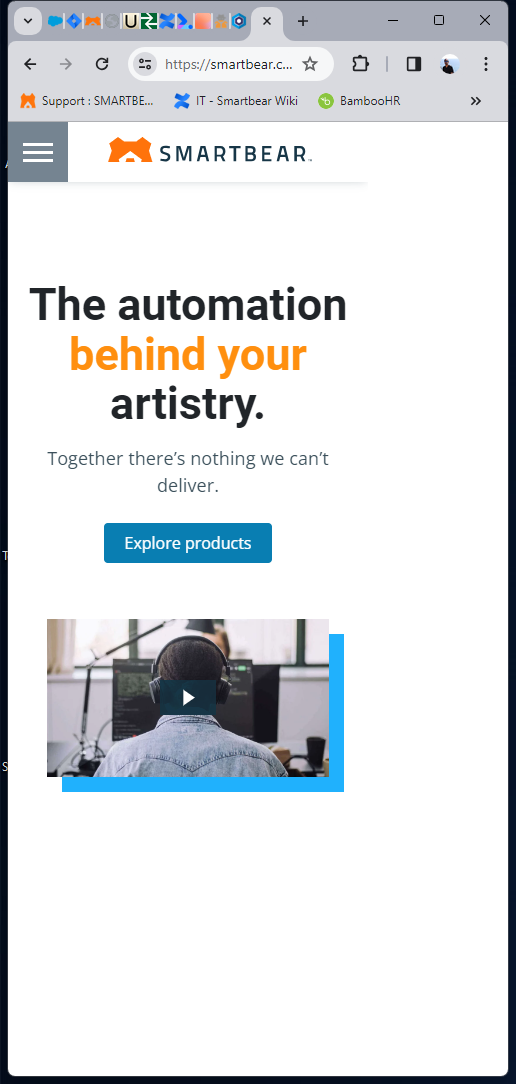 https://smartbear.c...
Support : SMARTBE...
IT - Smartbear Wiki
BambooHR
SMARTBEAR
The automation
behind your
artistry.
Together there’s nothing we can’t
deliver.
Explore products